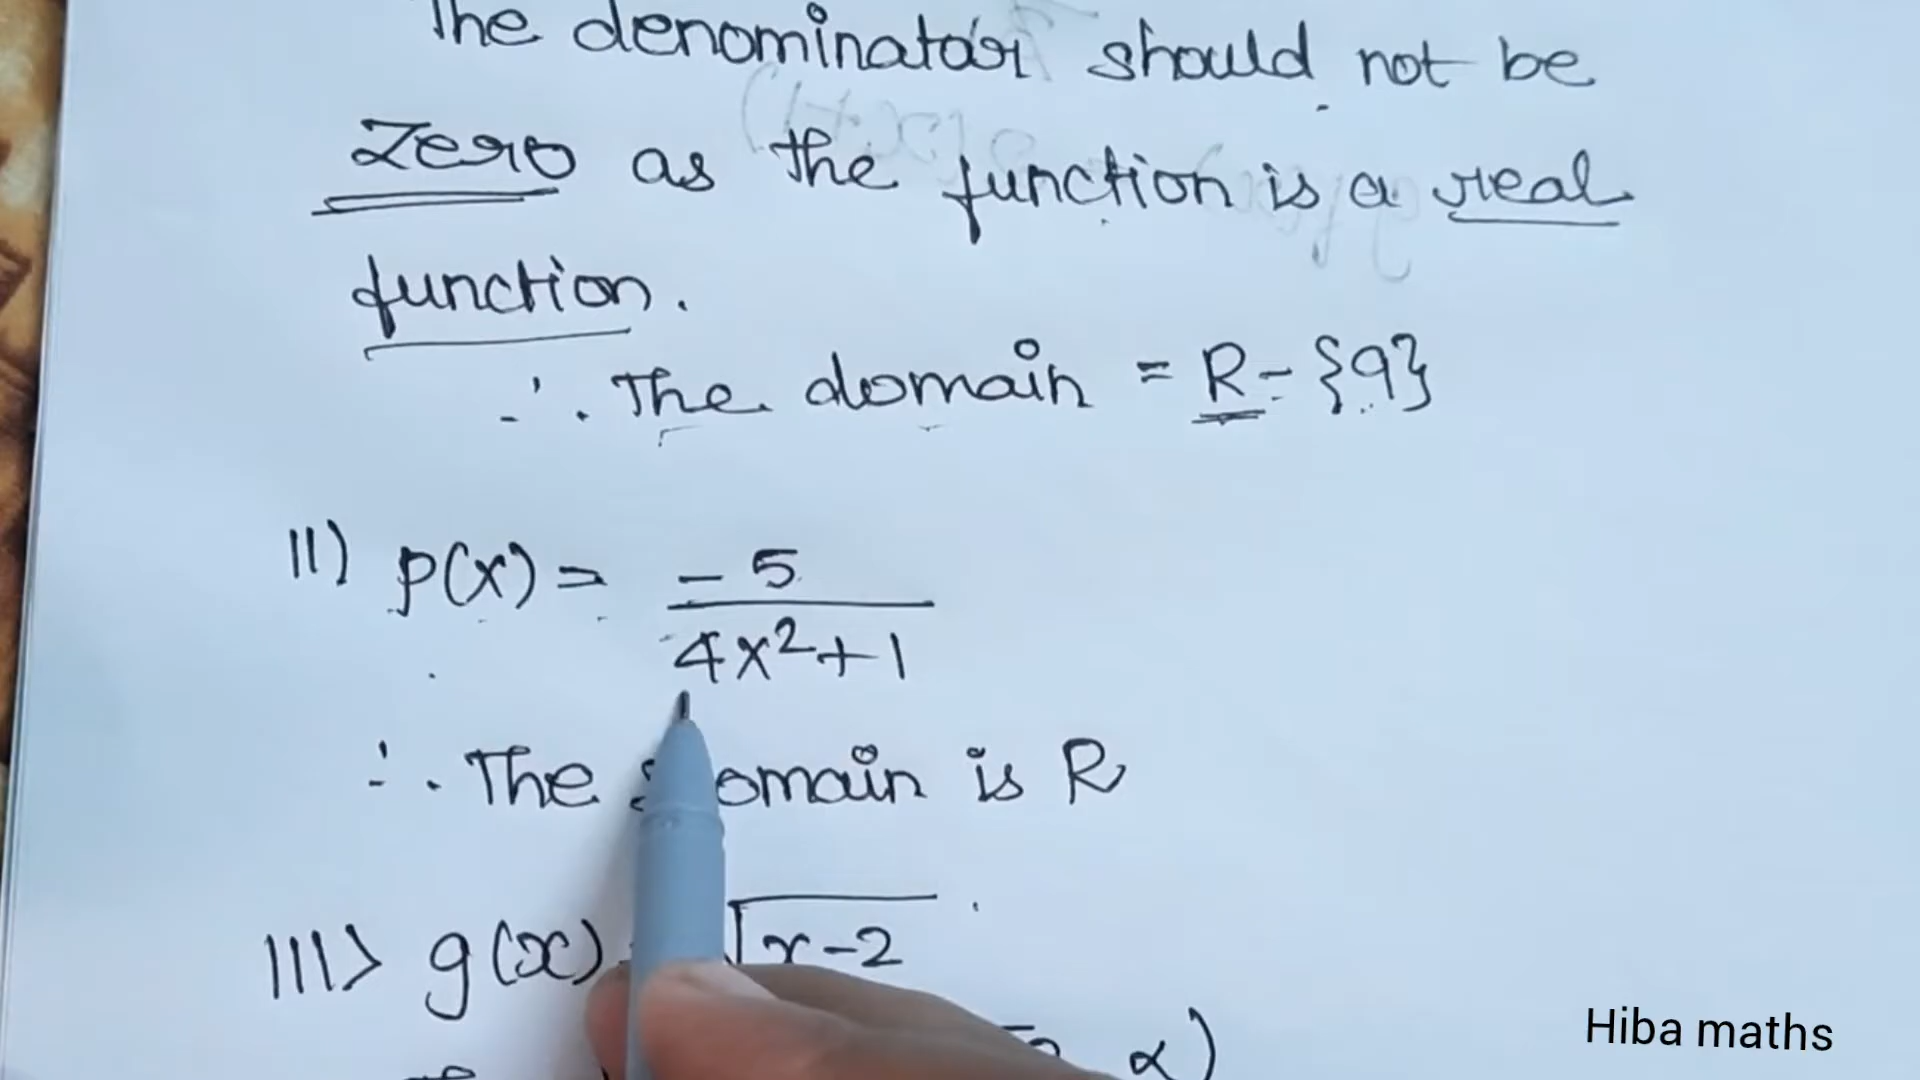 The denominator should not be
zero as the function is a real
function.
∴ The domain = R - {9}
II) p(x) = -5
4x²+1
∴ The domain is R
III> g(x) √x-2
α)
Hiba maths